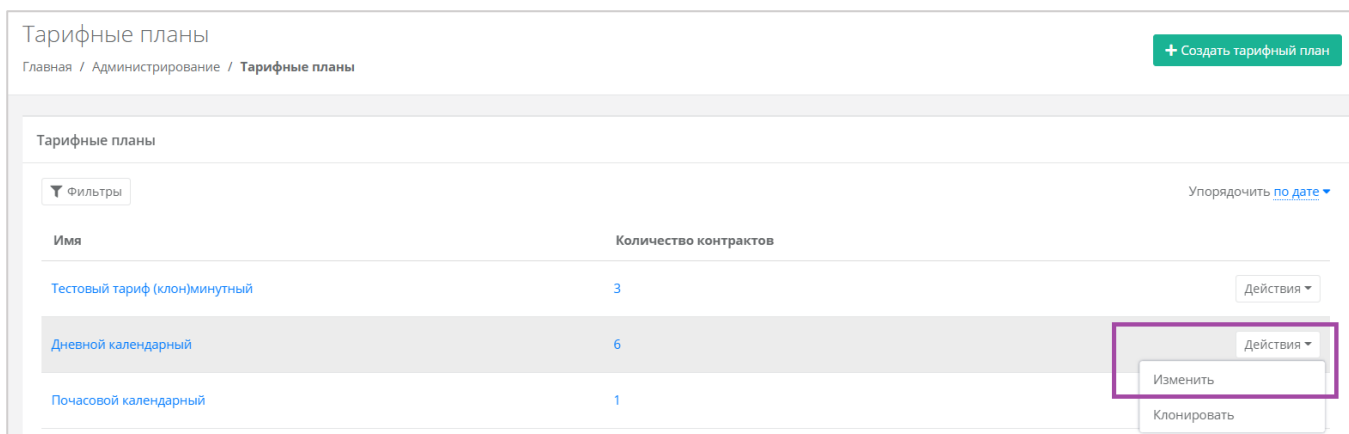 Тарифные планы
+ Создать тарифный план
Главная / Администрирование / Тарифные планы
Тарифные планы
Фильтры
Упорядочить по дате
Имя Количество контрактов
Тестовый тариф (клон)минутный 3 Действия
Дневной календарный 6 Действия
Изменить
Почасовой календарный 1
Клонировать